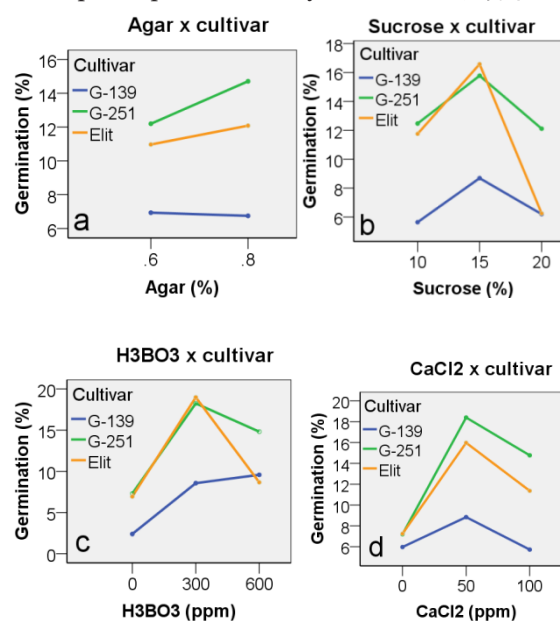 Agar x cultivar
Cultivar
G-139
G-251
Elit
Germination (%)
16
14
12
10
8
6
a
.6
.8
Agar (%)
Sucrose x cultivar
Cultivar
G-139
G-251
Elit
Germination (%)
18
16
14
12
10
8
6
b
10
15
20
Sucrose (%)
H3BO3 x cultivar
Cultivar
G-139
G-251
Elit
Germination (%)
20
15
10
5
0
c
0
300
600
H3BO3 (ppm)
CaCl2 x cultivar
Cultivar
G-139
G-251
Elit
Germination (%)
20
18
16
14
12
10
8
6
d
0
50
100
CaCl2 (ppm)